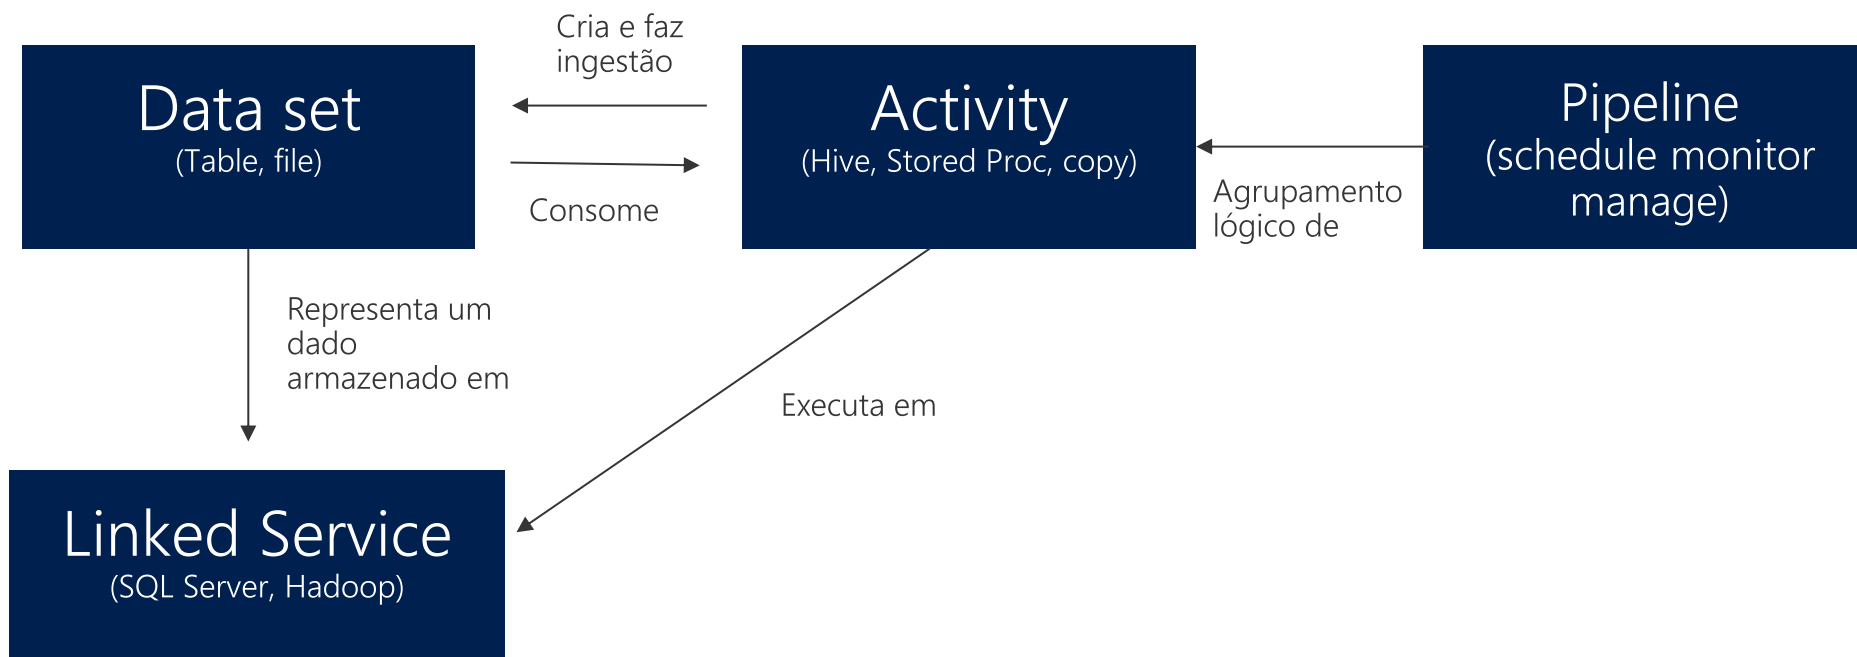 Cria e faz
ingestão
Data set
(Table, file)
Consome
Activity
(Hive, Stored Proc, copy)
Agrupamento
lógico de
Pipeline
(schedule monitor
manage)
Representa um
dado
armazenado em
Executa em
Linked Service
(SQL Server, Hadoop)